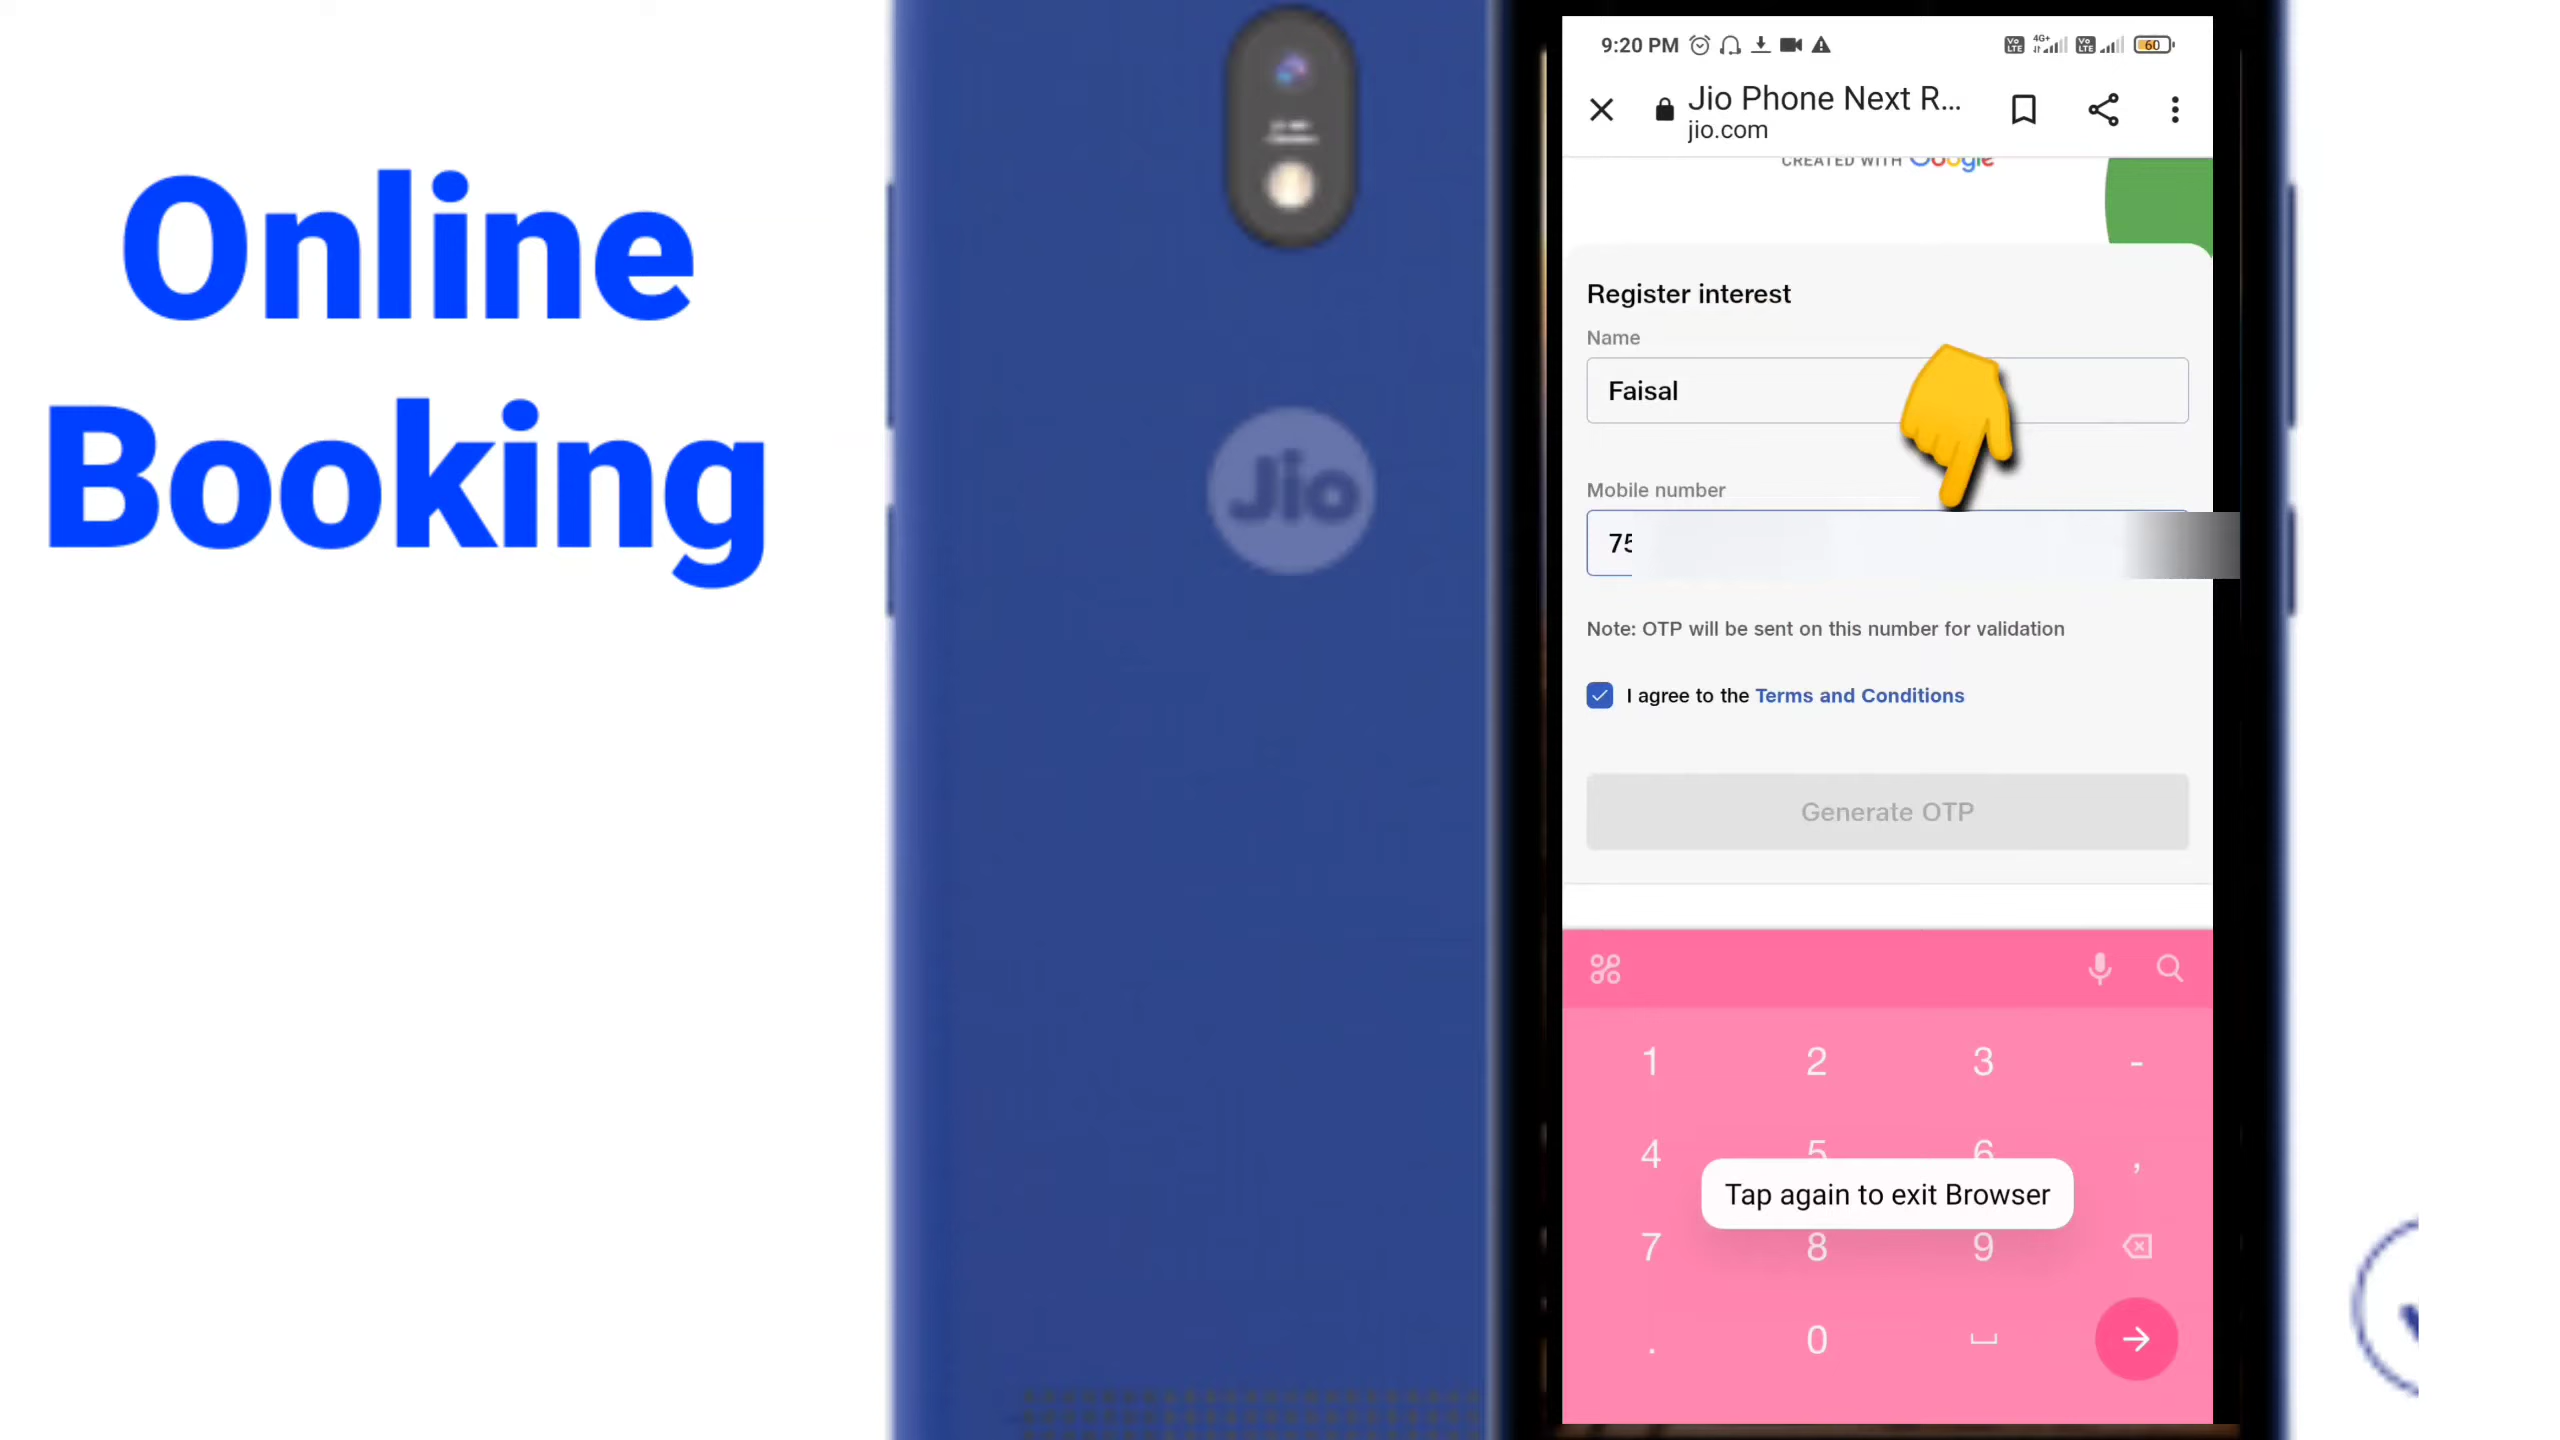 Online
Booking
Jio
9:20 PM
4G+
60
Jio Phone Next R...
jio.com
CREATED WITH Google
Register interest
Name
Faisal
Mobile number
75
Note: OTP will be sent on this number for validation
I agree to the Terms and Conditions
Generate OTP
1 2 3 -
4 5 6 ,
Tap again to exit Browser
7 8 9
. 0